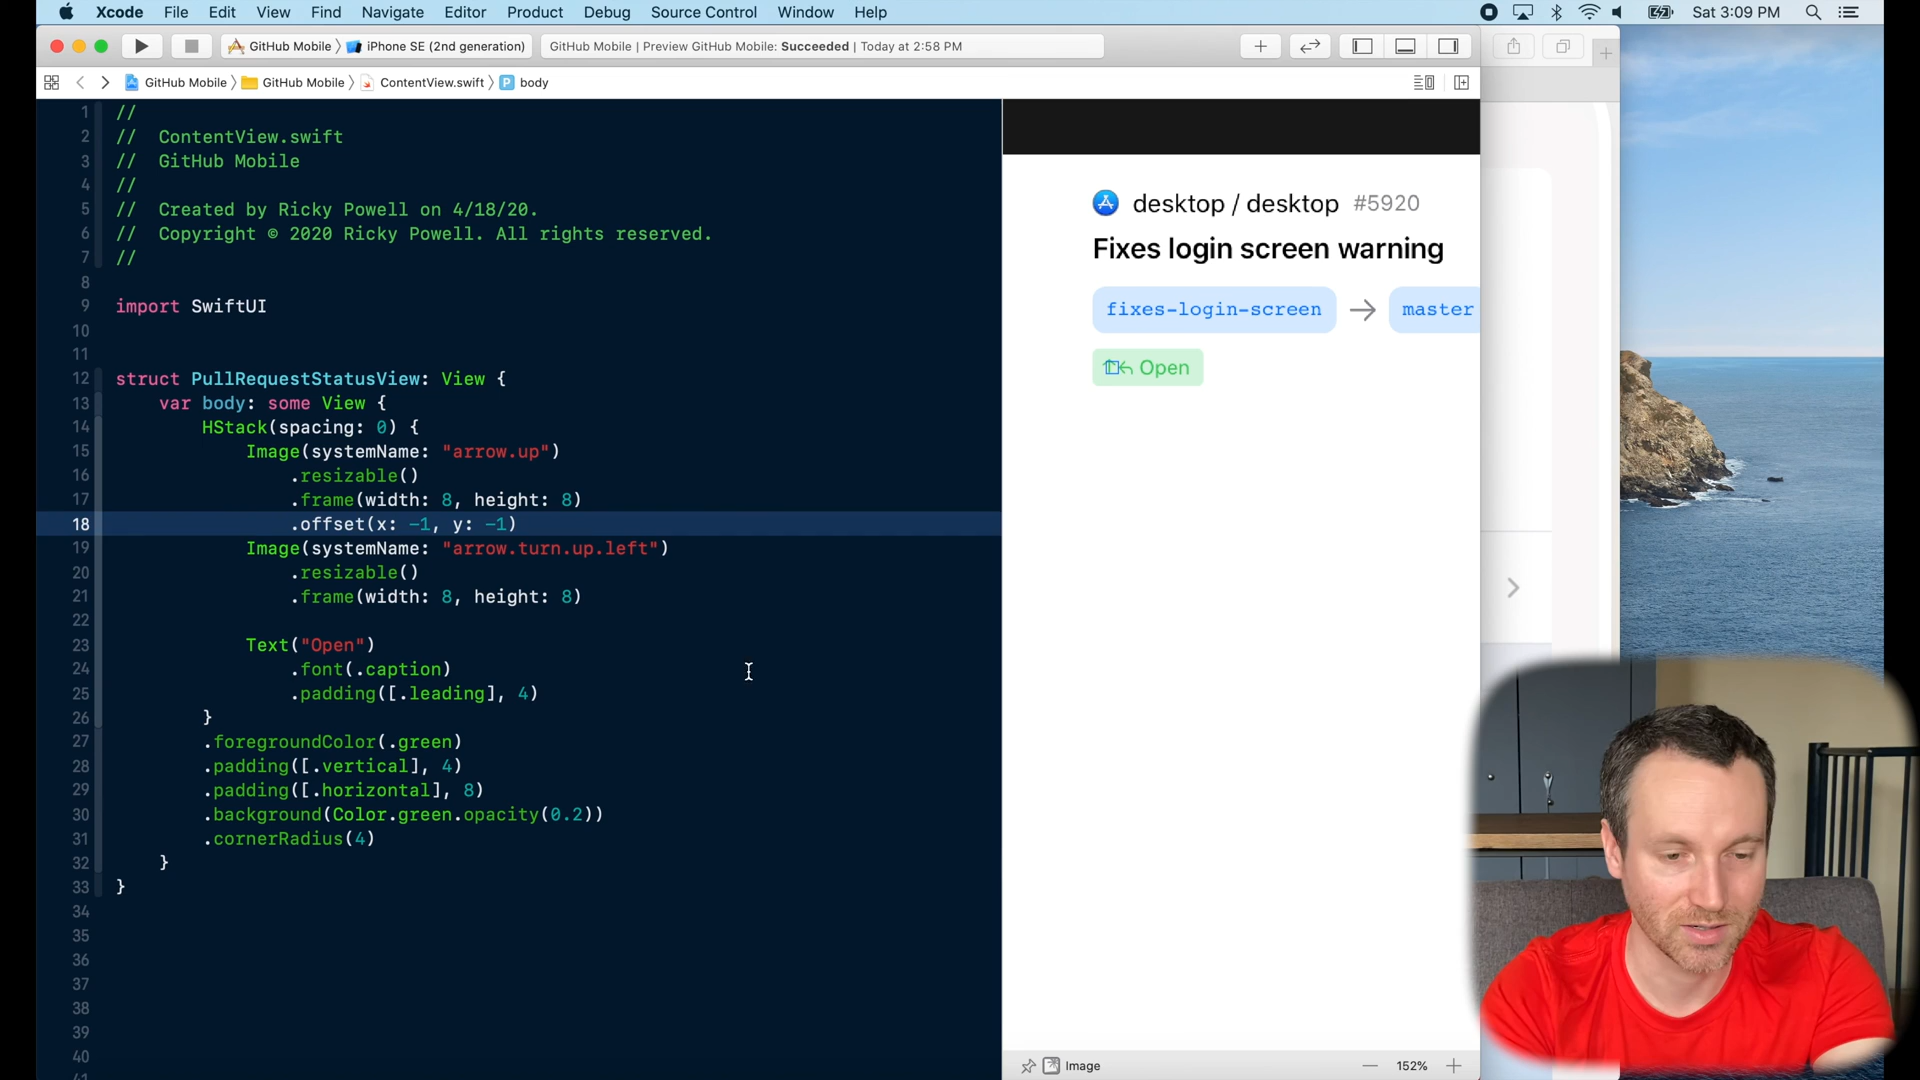 Xcode File Edit View Find Navigate Editor Product Debug Source Control Window Help Sat 3:09 PM
GitHub Mobile iPhone SE (2nd generation) GitHub Mobile | Preview GitHub Mobile: Succeeded | Today at 2:58 PM
GitHub Mobile GitHub Mobile ContentView.swift P body
1 //
2 // ContentView.swift
3 // GitHub Mobile
4 //
5 // Created by Ricky Powell on 4/18/20.
6 // Copyright © 2020 Ricky Powell. All rights reserved.
7 //
8
9 import SwiftUI
10
11
12 struct PullRequestStatusView: View {
13 var body: some View {
14 HStack(spacing: 0) {
15 Image(systemName: "arrow.up")
16 .resizable()
17 .frame(width: 8, height: 8)
18 .offset(x: -1, y: -1)
19 Image(systemName: "arrow.turn.up.left")
20 .resizable()
21 .frame(width: 8, height: 8)
22
23 Text("Open")
24 .font(.caption)
25 .padding([.leading], 4)
26 }
27 .foregroundColor(.green)
28 .padding([.vertical], 4)
29 .padding([.horizontal], 8)
30 .background(Color.green.opacity(0.2))
31 .cornerRadius(4)
32 }
33 }
34
35
36
37
38
39
40
41
desktop / desktop #5920
Fixes login screen warning
fixes-login-screen → master
Open
Image 152%